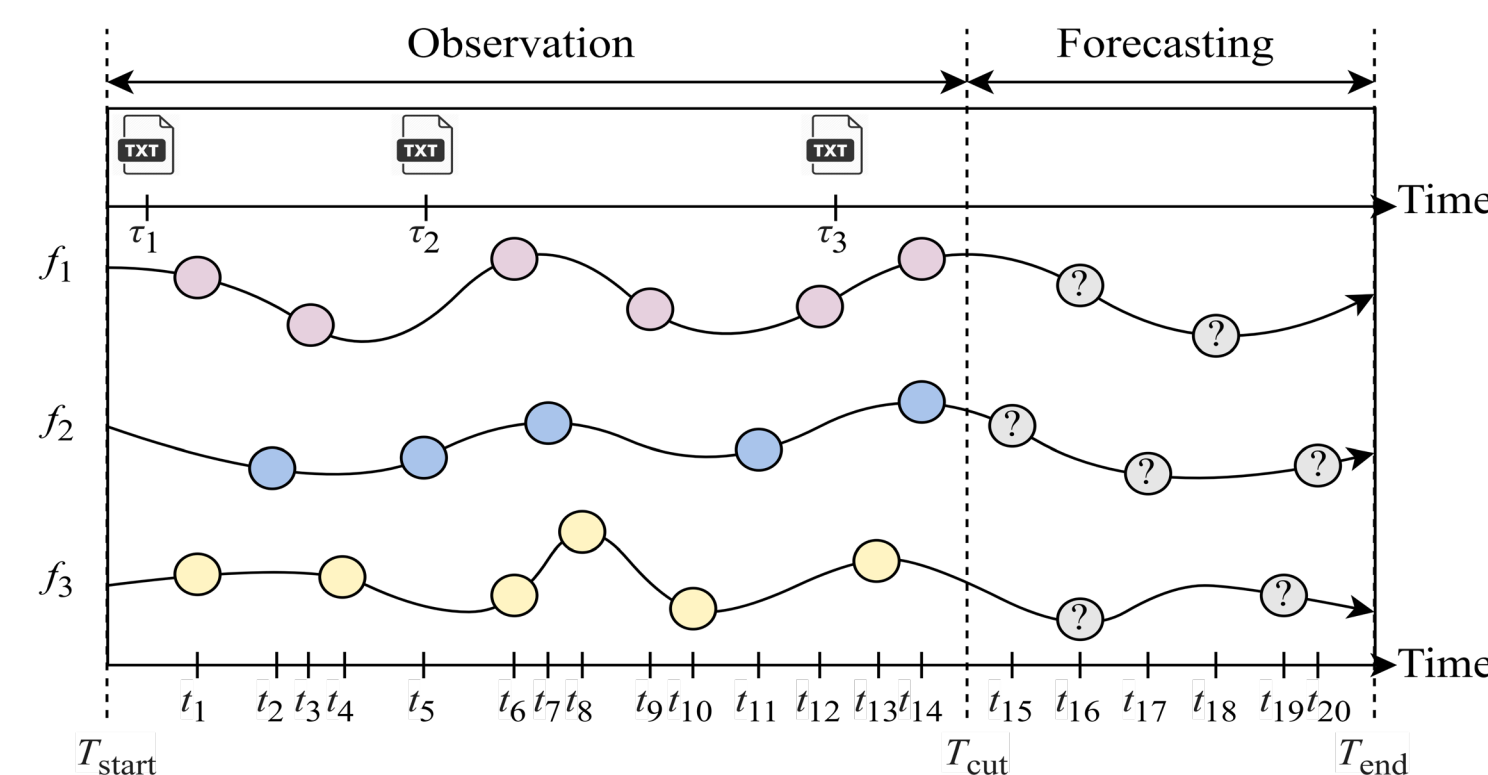 Observation Forecasting
TXT TXT TXT
Time
τ1 τ2 τ3
f1
? ?
f2
? ? ?
f3
? ?
Time
t1 t2 t3 t4 t5 t6 t7 t8 t9 t10 t11 t12 t13 t14 t15 t16 t17 t18 t19 t20
Tstart Tcut Tend